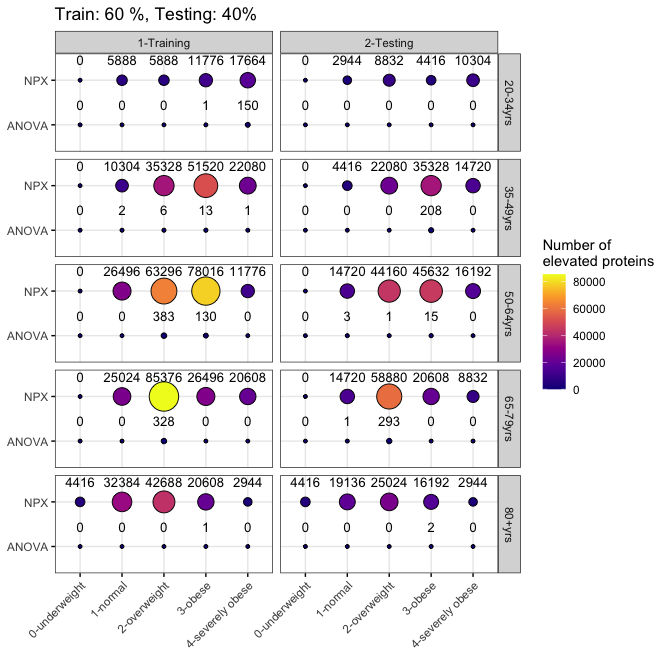 Train: 60 %, Testing: 40%
1-Training 2-Testing
0 5888 5888 11776 17664 0 2944 8832 4416 10304
NPX
0 0 0 1 150 0 0 0 0 0
ANOVA
20-34yrs
0 10304 35328 51520 22080 0 4416 22080 35328 14720
NPX
0 2 6 13 1 0 0 0 208 0
ANOVA
35-49yrs
0 26496 63296 78016 11776 0 14720 44160 45632 16192
NPX
0 0 383 130 0 0 3 1 15 0
ANOVA
50-64yrs
0 25024 85376 26496 20608 0 14720 58880 20608 8832
NPX
0 0 328 0 0 0 1 293 0 0
ANOVA
65-79yrs
4416 32384 42688 20608 2944 4416 19136 25024 16192 2944
NPX
0 0 0 1 0 0 0 0 2 0
ANOVA
80+yrs
0-underweight 1-normal 2-overweight 3-obese 4-severely obese 0-underweight 1-normal 2-overweight 3-obese 4-severely obese
Number of
elevated proteins
80000
60000
40000
20000
0